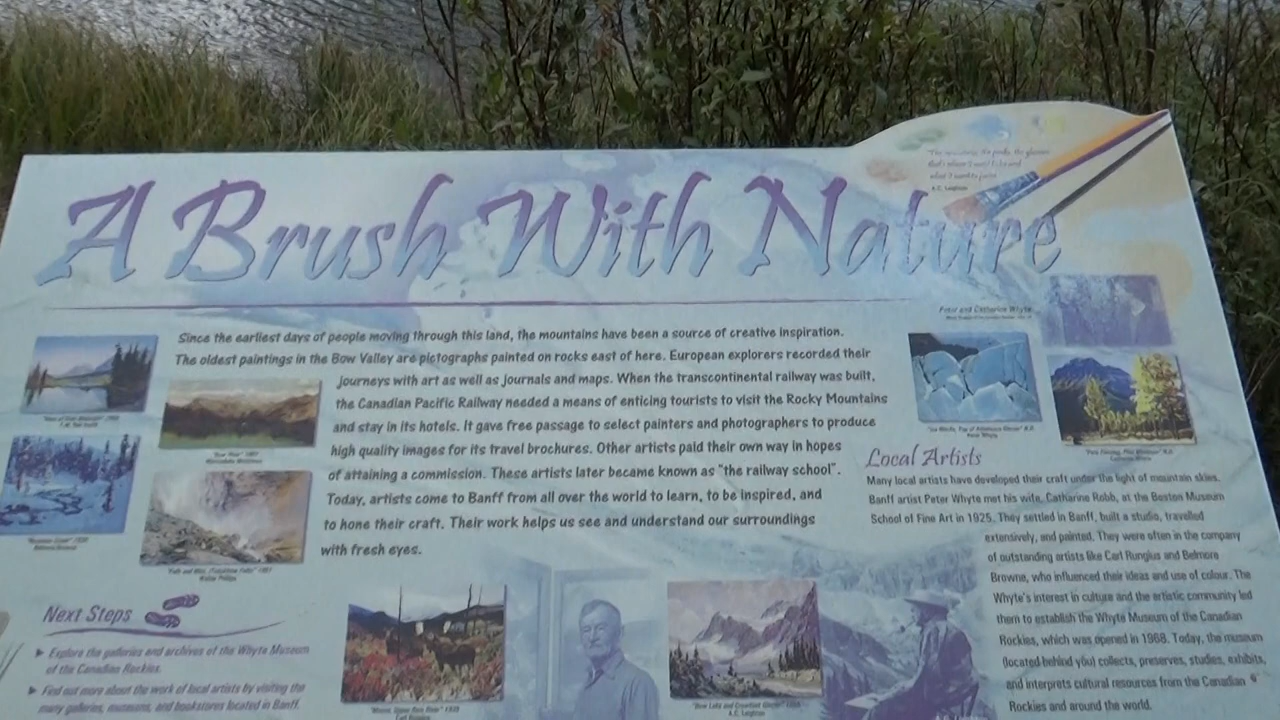 A Brush With Nature
A.C. Leighton
Since the earliest days of people moving through this land, the mountains have been a source of creative inspiration.
The oldest paintings in the Bow Valley are pictographs painted on rocks east of here. European explorers recorded their
journeys with art as well as journals and maps. When the transcontinental railway was built,
the Canadian Pacific Railway needed a means of enticing tourists to visit the Rocky Mountains
and stay in its hotels. It gave free passage to select painters and photographers to produce
high quality images for its travel brochures. Other artists paid their own way in hopes
of attaining a commission. These artists later became known as "the railway school".
Today, artists come to Banff from all over the world to learn, to be inspired, and
to hone their craft. Their work helps us see and understand our surroundings
with fresh eyes.
Peter and Catharine Whyte
Local Artists
Many local artists have developed their craft under the light of mountain skies.
Banff artist Peter Whyte met his wife, Catharine Robb, at the Boston Museum
School of Fine Art in 1925. They settled in Banff, built a studio, travelled
extensively, and painted. They were often in the company
of outstanding artists like Carl Rungius and Belmore
Browne, who influenced their ideas and use of colour. The
Whyte's interest in culture and the artistic community led
them to establish the Whyte Museum of the Canadian
Rockies, which was opened in 1968. Today, the museum
(located behind you) collects, preserves, studies, exhibits,
and interprets cultural resources from the Canadian
Rockies and around the world.
Next Steps
► Explore the galleries and archives of the Whyte Museum
of the Canadian Rockies.
► Find out more about the work of local artists by visiting the
many galleries, museums, and bookstores located in Banff.
A.C. Leighton